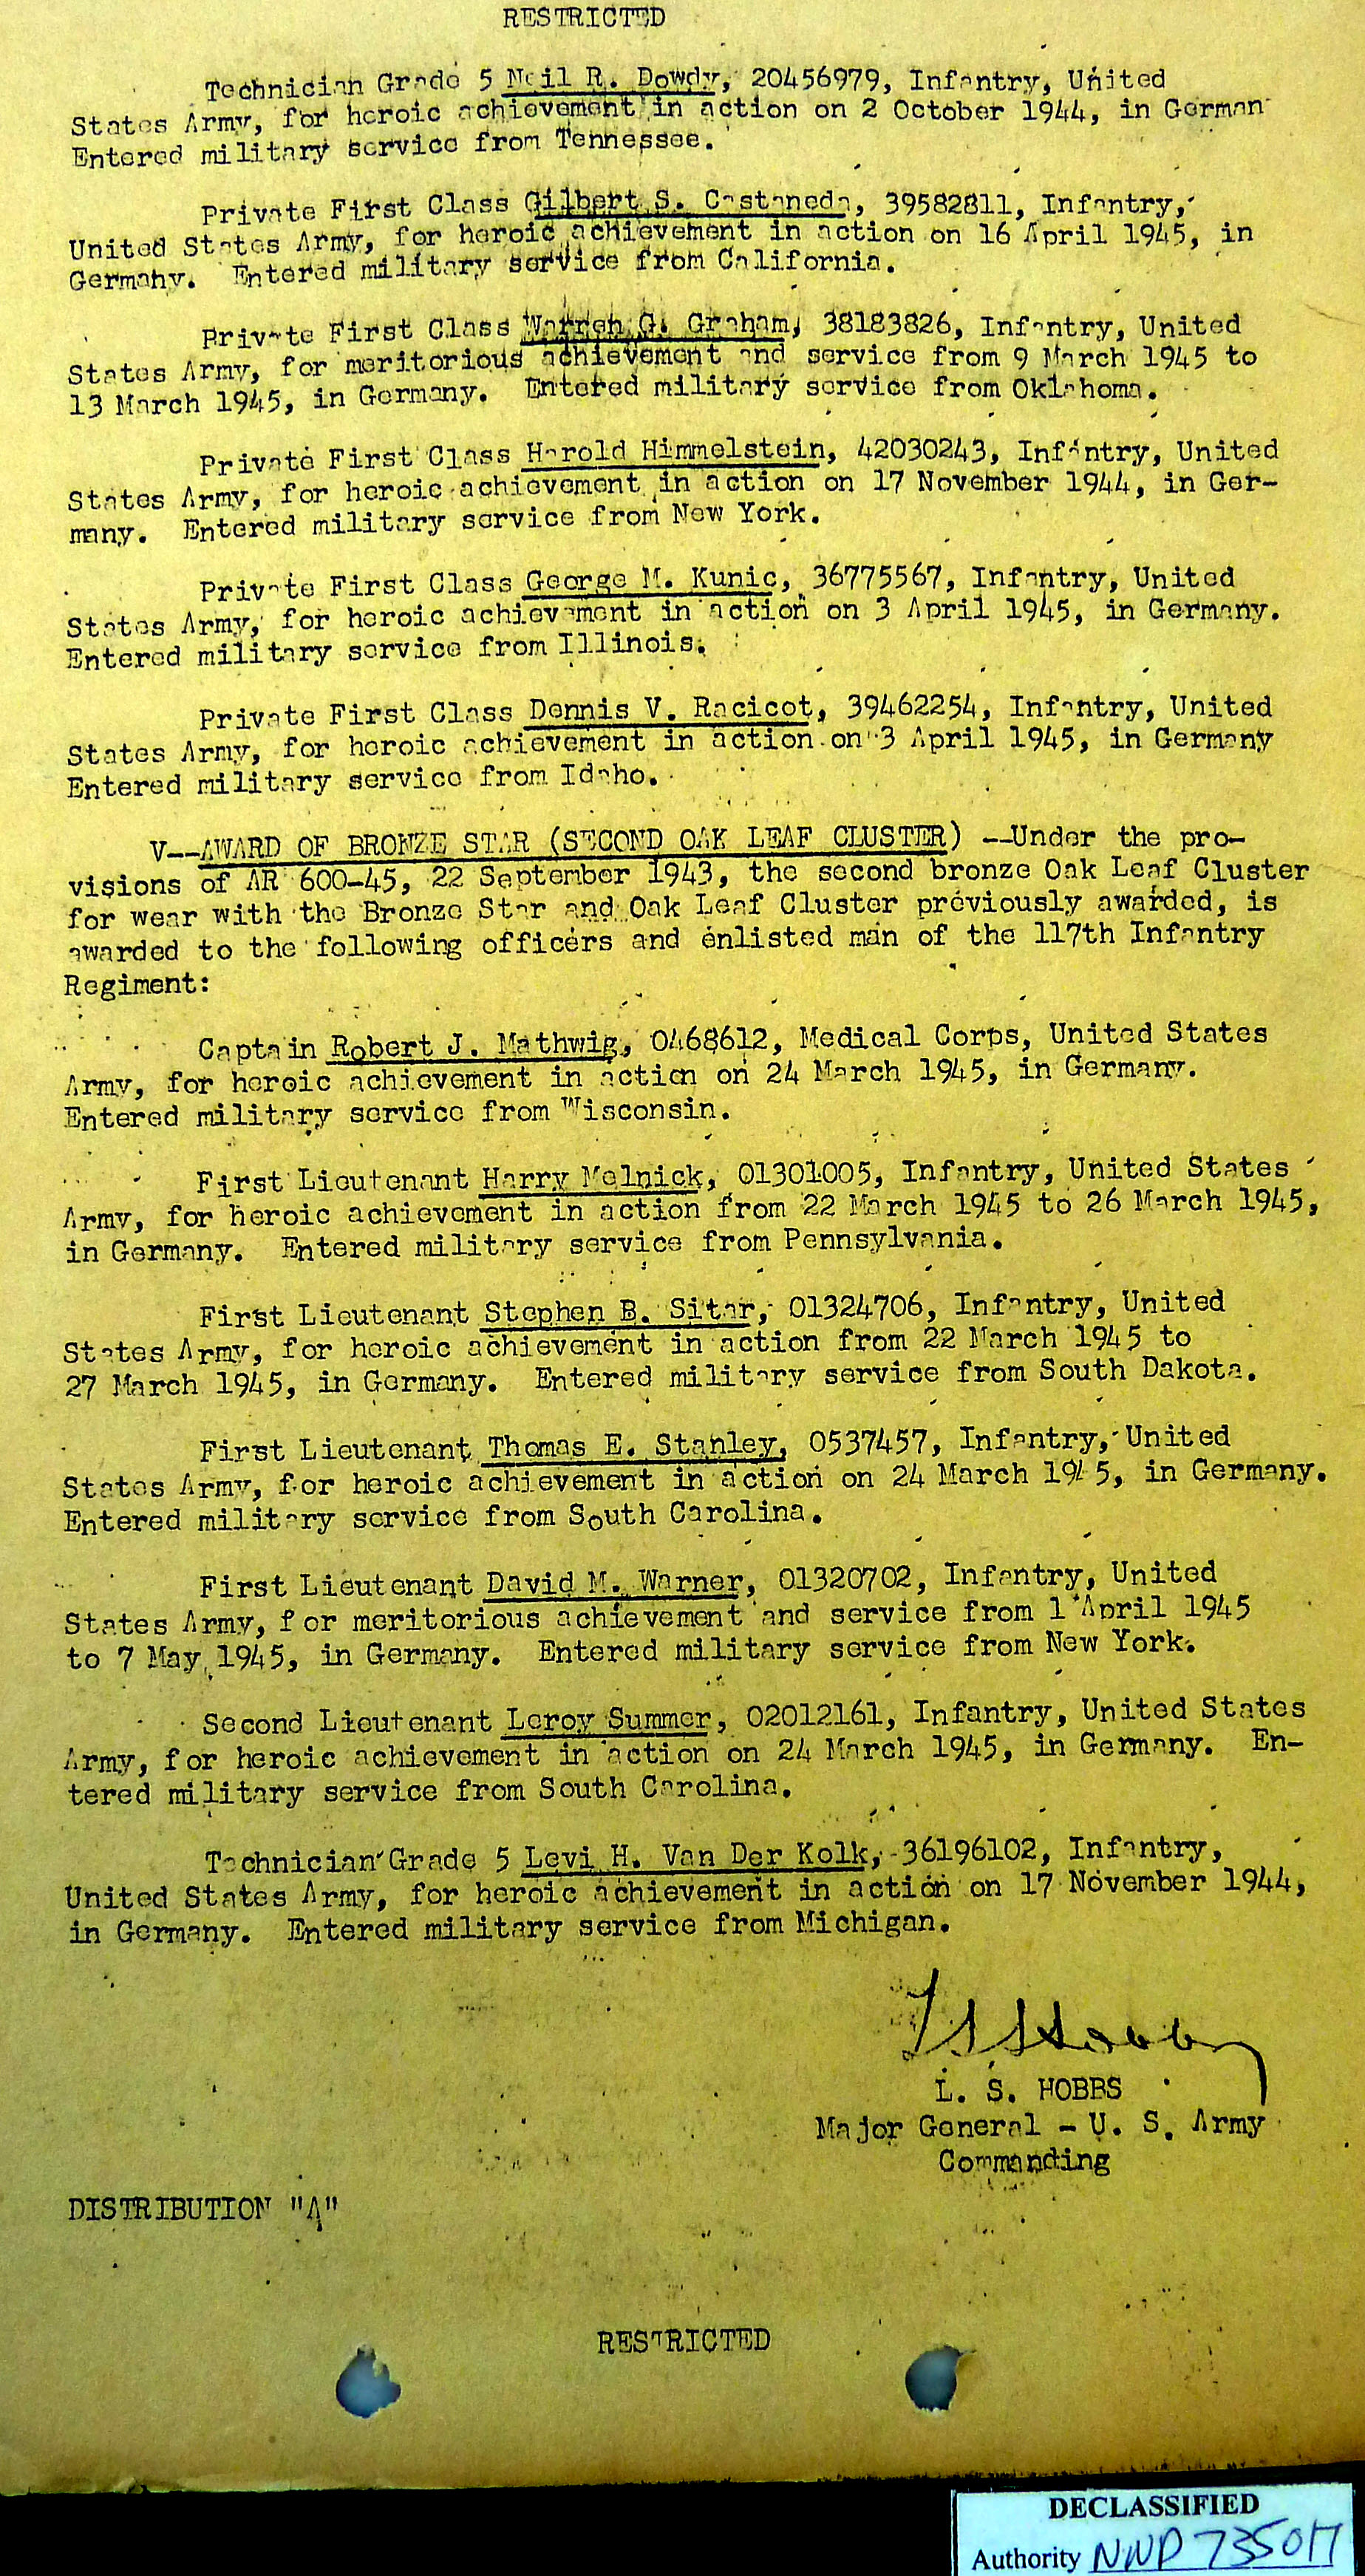 RESTRICTED
Technician Grade 5 Neil R. Dowdy, 20456979, Infantry, United
States Army, for heroic achievement in action on 2 October 1944, in German
Entered military service from Tennessee.
Private First Class Gilbert S. Castaneda, 39582811, Infantry,
United States Army, for heroic achievement in action on 16 April 1945, in
Germany. Entered military service from California.
Private First Class Warren G. Graham, 38183826, Infantry, United
States Army, for meritorious achievement and service from 9 March 1945 to
13 March 1945, in Germany. Entered military service from Oklahoma.
Private First Class Harold Himmelstein, 42030243, Infantry, United
States Army, for heroic achievement in action on 17 November 1944, in Ger-
many. Entered military service from New York.
Private First Class George M. Kunic, 36775567, Infantry, United
States Army, for heroic achievement in action on 3 April 1945, in Germany.
Entered military service from Illinois.
Private First Class Dennis V. Racicot, 39462254, Infantry, United
States Army, for heroic achievement in action on 3 April 1945, in Germany
Entered military service from Idaho.
V--AWARD OF BRONZE STAR (SECOND OAK LEAF CLUSTER) --Under the pro-
visions of AR 600-45, 22 September 1943, the second bronze Oak Leaf Cluster
for wear with the Bronze Star and Oak Leaf Cluster previously awarded, is
awarded to the following officers and enlisted man of the 117th Infantry
Regiment:
Captain Robert J. Mathwig, 0468612, Medical Corps, United States
Army, for heroic achievement in action on 24 March 1945, in Germany.
Entered military service from Wisconsin.
First Lieutenant Harry Melnick, 01301005, Infantry, United States
Army, for heroic achievement in action from 22 March 1945 to 26 March 1945,
in Germany. Entered military service from Pennsylvania.
First Lieutenant Stephen B. Sitar, 01324706, Infantry, United
States Army, for heroic achievement in action from 22 March 1945 to
27 March 1945, in Germany. Entered military service from South Dakota.
First Lieutenant Thomas E. Stanley, 0537457, Infantry, United
States Army, for heroic achievement in action on 24 March 1945, in Germany.
Entered military service from South Carolina.
First Lieutenant David M. Warner, 01320702, Infantry, United
States Army, for meritorious achievement and service from 1 April 1945
to 7 May 1945, in Germany. Entered military service from New York.
Second Lieutenant Leroy Summer, 02012161, Infantry, United States
Army, for heroic achievement in action on 24 March 1945, in Germany. En-
tered military service from South Carolina.
Technician Grade 5 Levi H. Van Der Kolk, 36196102, Infantry,
United States Army, for heroic achievement in action on 17 November 1944,
in Germany. Entered military service from Michigan.
L S Hobbs
L. S. HOBBS
Major General - U. S. Army
Commanding
DISTRIBUTION "A"
RESTRICTED
DECLASSIFIED
Authority NND 735017